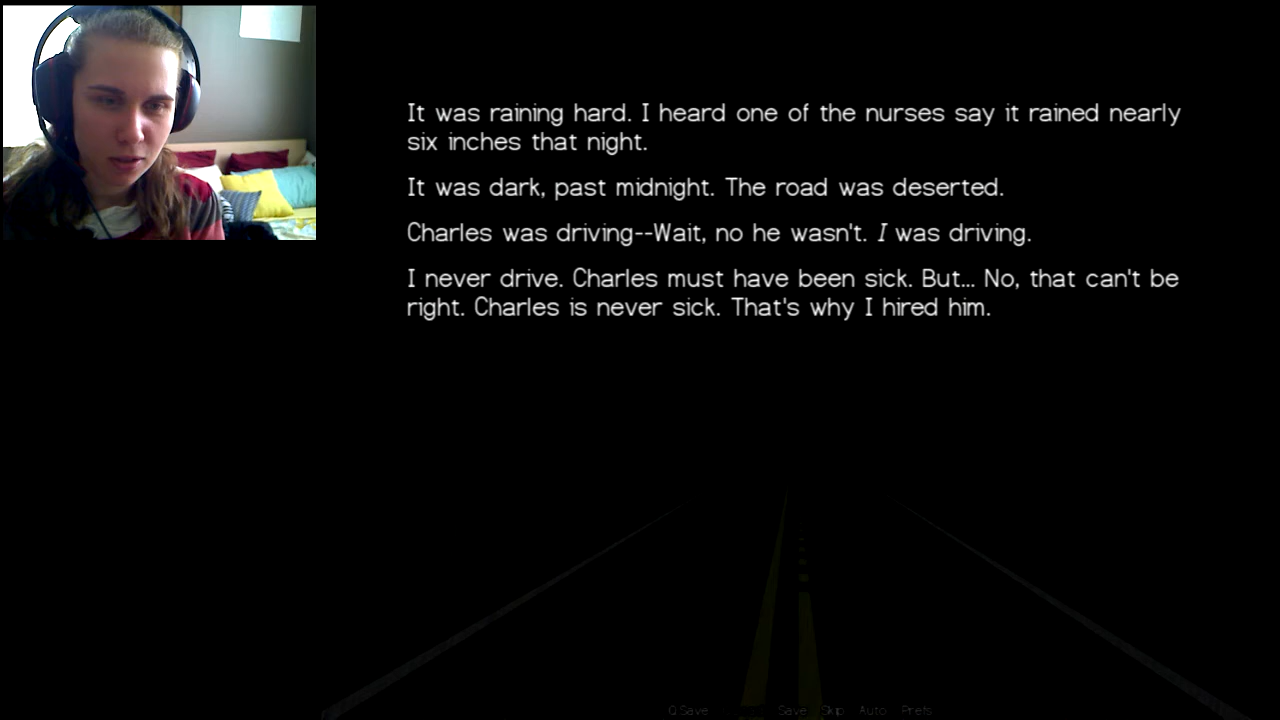 It was raining hard. I heard one of the nurses say it rained nearly
six inches that night.
It was dark, past midnight. The road was deserted.
Charles was driving--Wait, no he wasn't. I was driving.
I never drive. Charles must have been sick. But... No, that can't be
right. Charles is never sick. That's why I hired him.
Q.Save Save Skip Auto Prefs